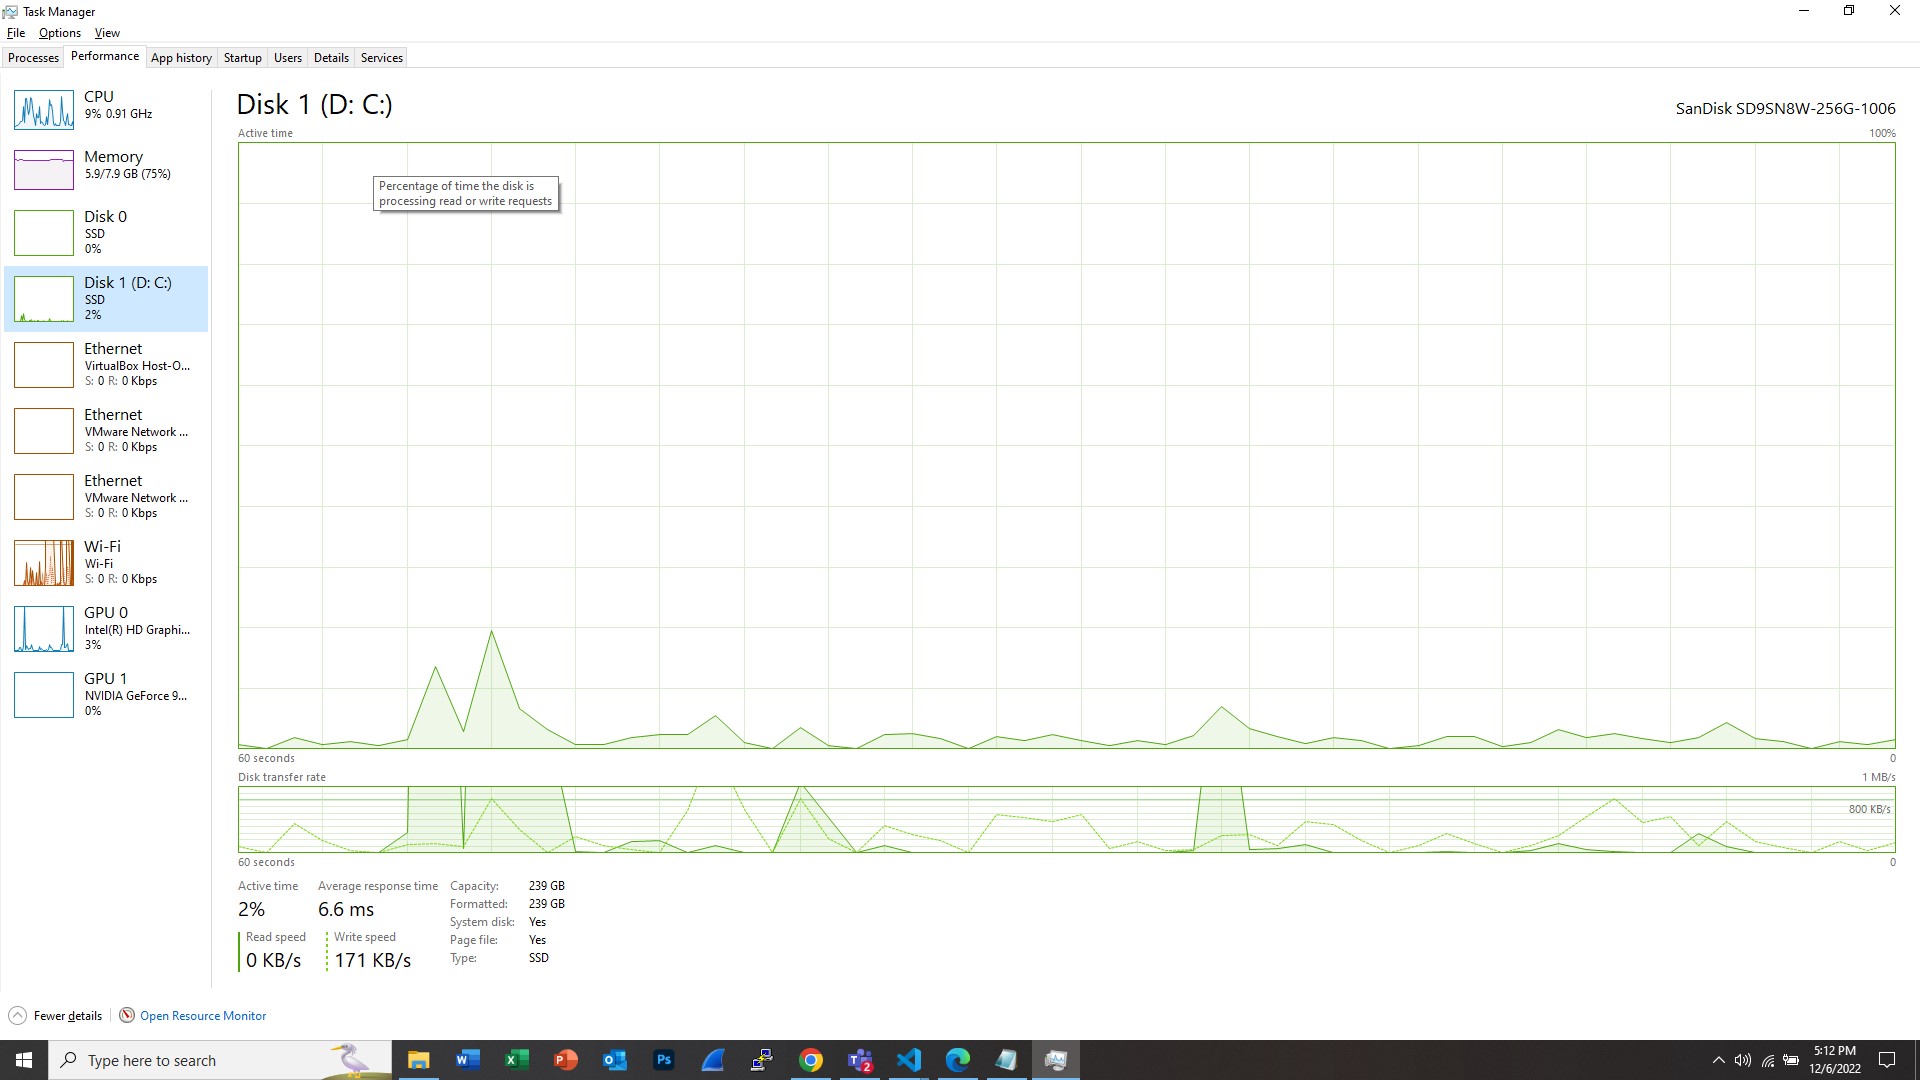 Task Manager
File Options View
Processes Performance App history Startup Users Details Services
CPU
9% 0.91 GHz
Memory
5.9/7.9 GB (75%)
Disk 0
SSD
0%
Disk 1 (D: C:)
SSD
2%
Ethernet
VirtualBox Host-O...
S: 0 R: 0 Kbps
Ethernet
VMware Network ...
S: 0 R: 0 Kbps
Ethernet
VMware Network ...
S: 0 R: 0 Kbps
Wi-Fi
Wi-Fi
S: 0 R: 0 Kbps
GPU 0
Intel(R) HD Graphi...
3%
GPU 1
NVIDIA GeForce 9...
0%
Disk 1 (D: C:)
SanDisk SD9SN8W-256G-1006
Active time 100%
Percentage of time the disk is
processing read or write requests
60 seconds 0
Disk transfer rate 1 MB/s
800 KB/s
60 seconds 0
Active time Average response time
2% 6.6 ms
Read speed Write speed
0 KB/s 171 KB/s
Capacity: 239 GB
Formatted: 239 GB
System disk: Yes
Page file: Yes
Type: SSD
Fewer details Open Resource Monitor
Type here to search
5:12 PM
12/6/2022